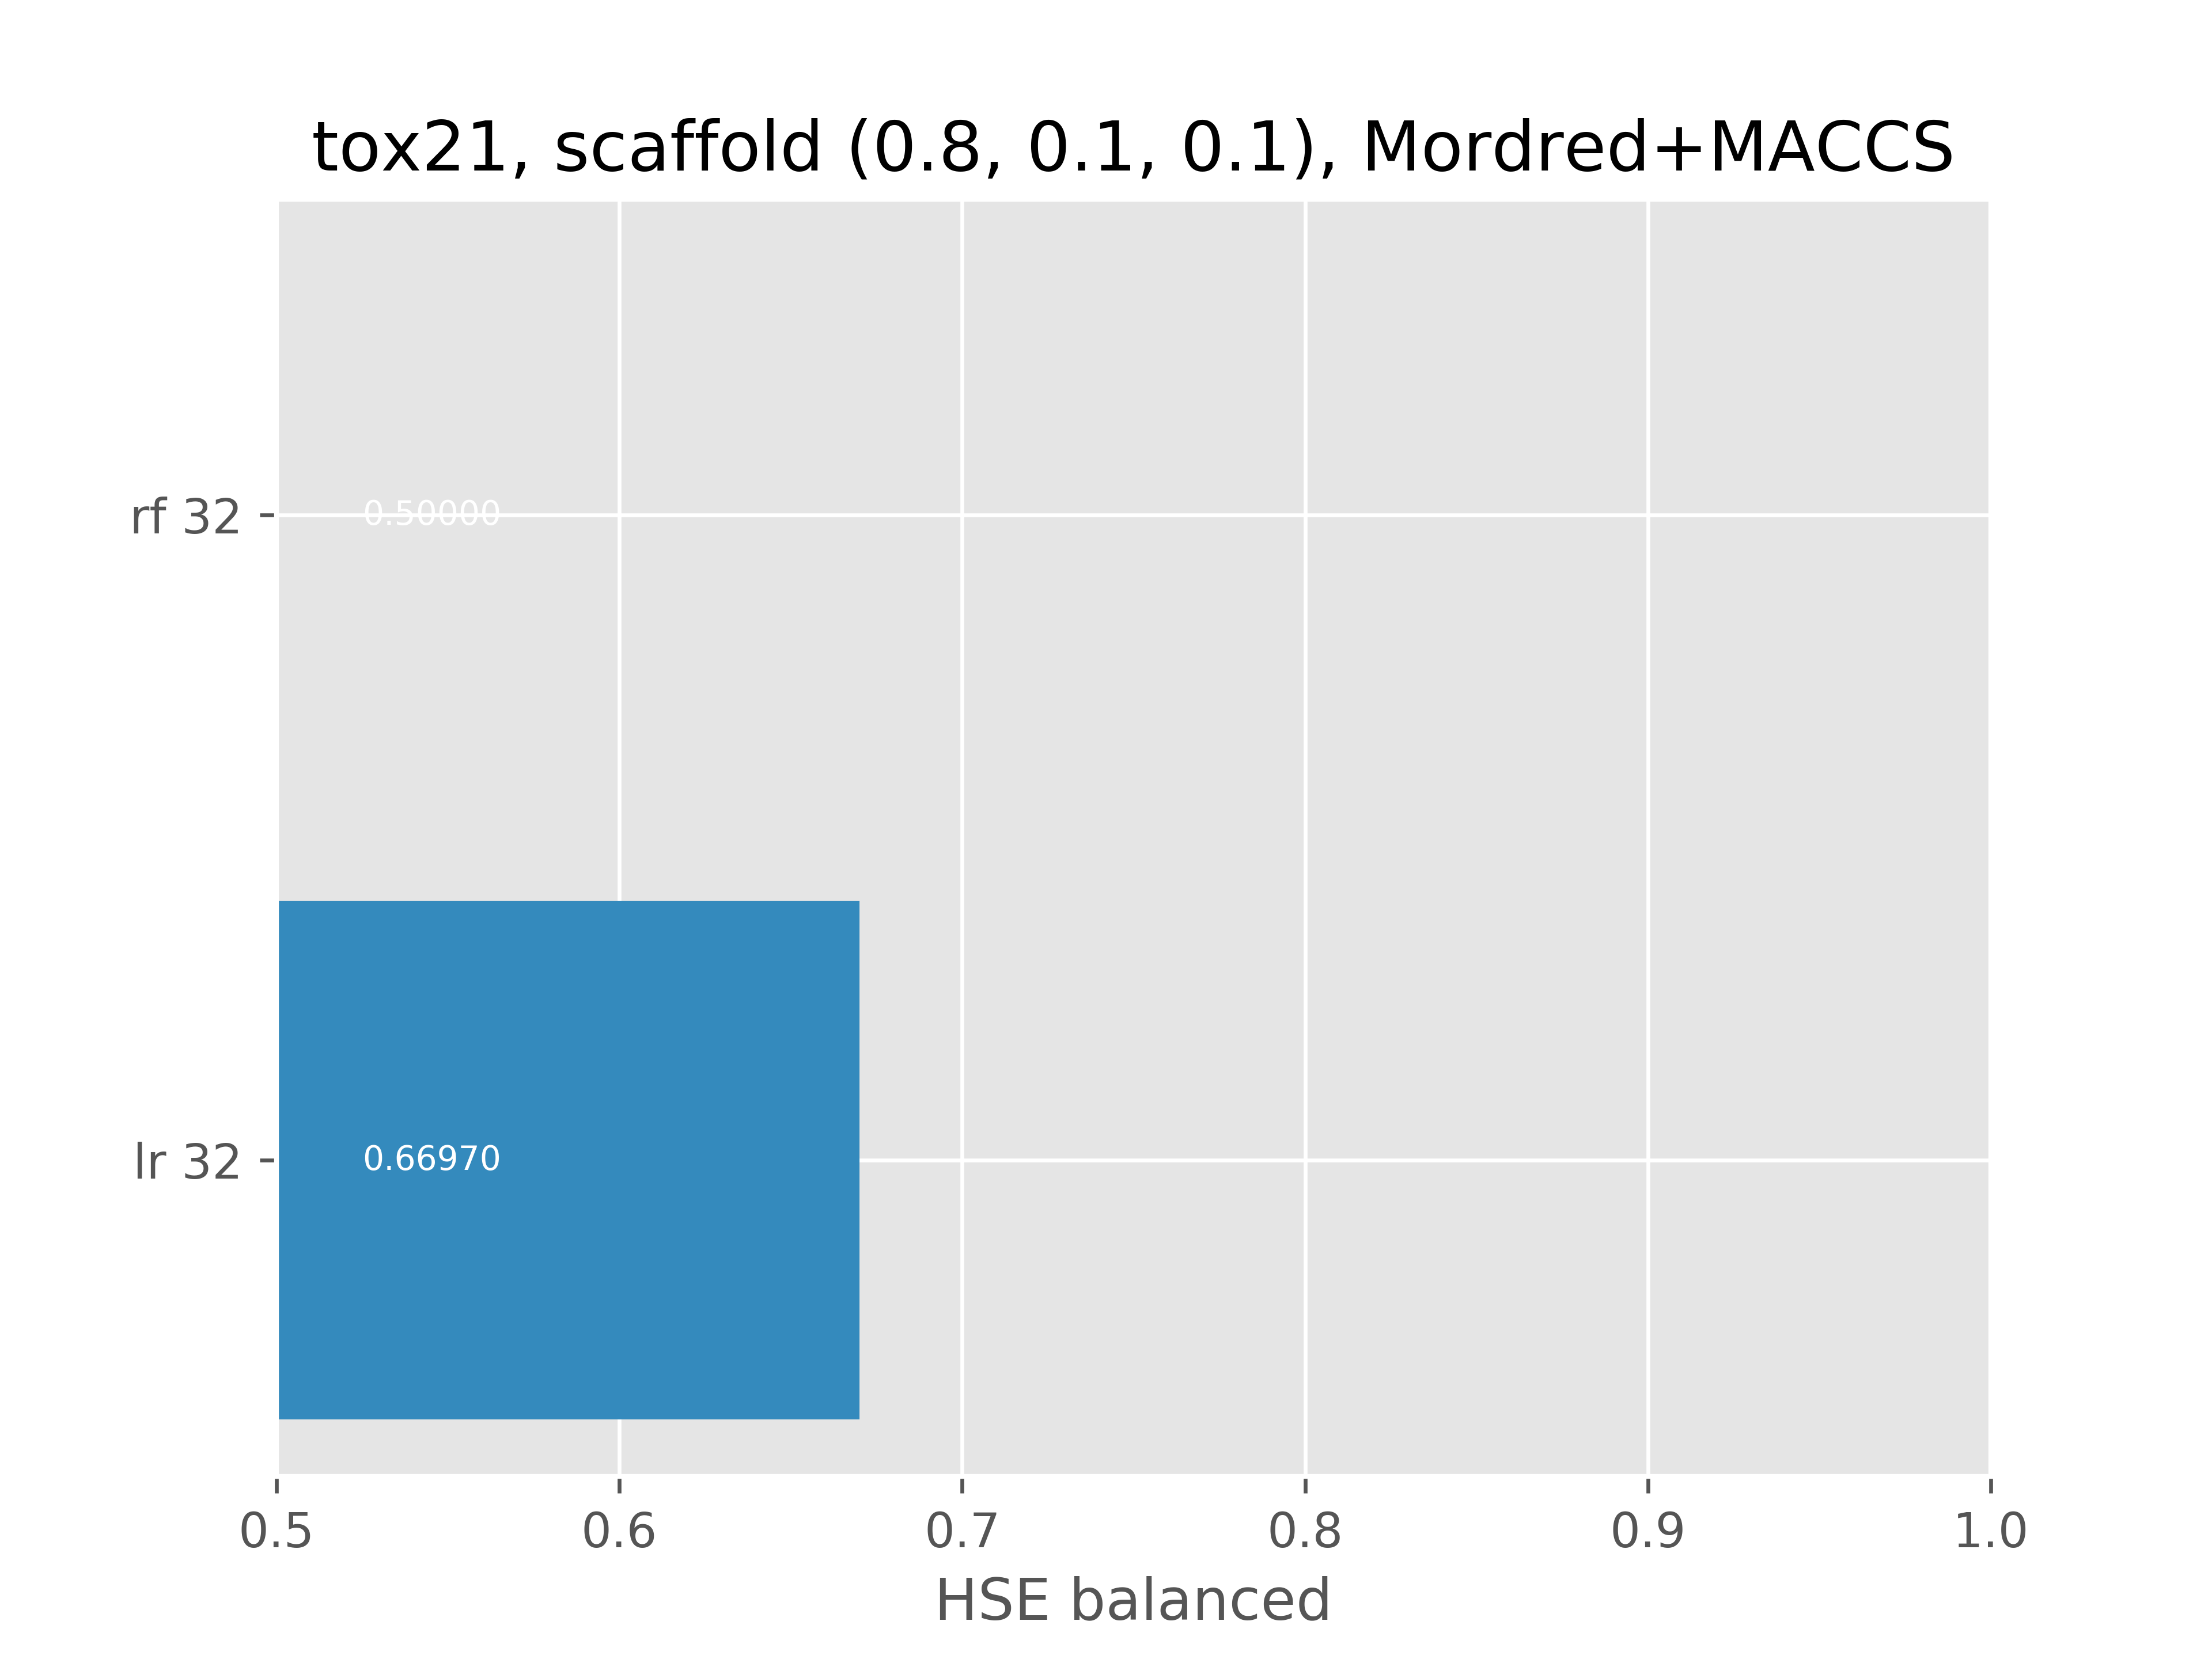 tox21, scaffold (0.8, 0.1, 0.1), Mordred+MACCS
rf 32
0.50000
lr 32
0.66970
0.5 0.6 0.7 0.8 0.9 1.0
HSE balanced